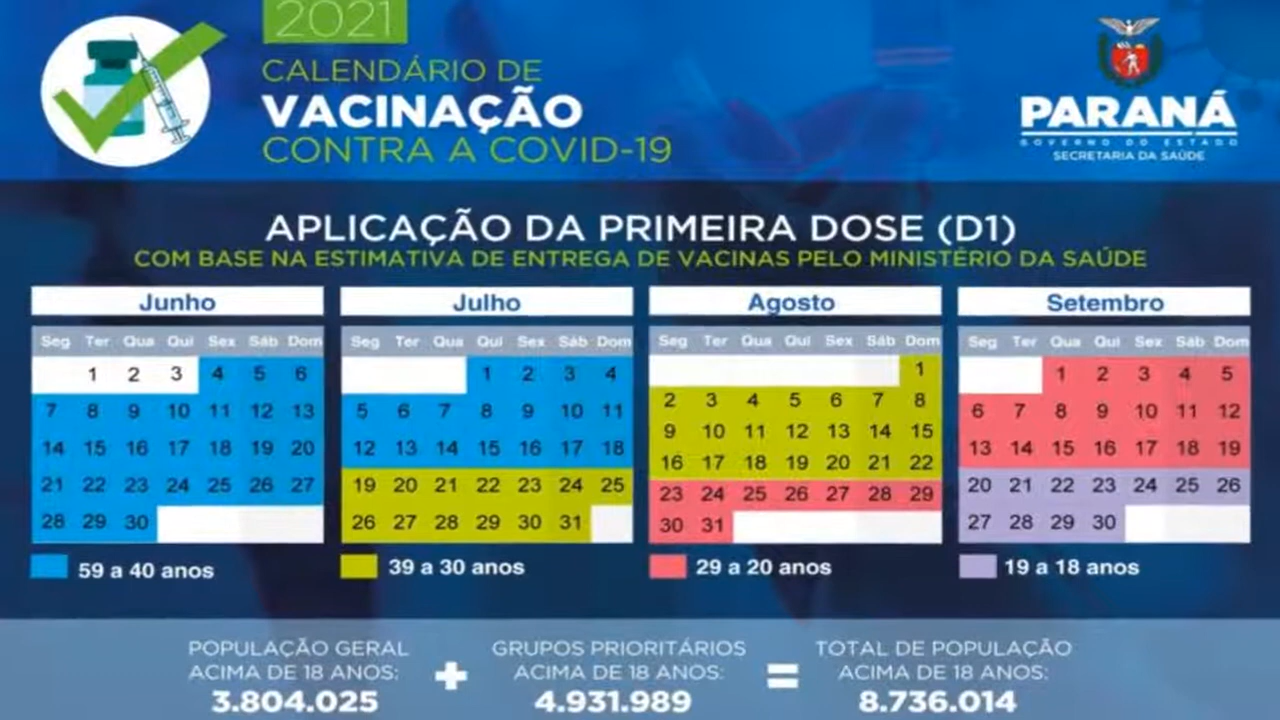 2021
CALENDÁRIO DE
VACINAÇÃO
CONTRA A COVID-19
PARANÁ
GOVERNO DO ESTADO
SECRETARIA DA SAÚDE
APLICAÇÃO DA PRIMEIRA DOSE (D1)
COM BASE NA ESTIMATIVA DE ENTREGA DE VACINAS PELO MINISTÉRIO DA SAÚDE
Junho
Seg Ter Qua Qui Sex Sáb Dom
1 2 3 4 5 6
7 8 9 10 11 12 13
14 15 16 17 18 19 20
21 22 23 24 25 26 27
28 29 30
59 a 40 anos
Julho
Seg Ter Qua Qui Sex Sáb Dom
1 2 3 4
5 6 7 8 9 10 11
12 13 14 15 16 17 18
19 20 21 22 23 24 25
26 27 28 29 30 31
39 a 30 anos
Agosto
Seg Ter Qua Qui Sex Sáb Dom
1
2 3 4 5 6 7 8
9 10 11 12 13 14 15
16 17 18 19 20 21 22
23 24 25 26 27 28 29
30 31
29 a 20 anos
Setembro
Seg Ter Qua Qui Sex Sáb Dom
1 2 3 4 5
6 7 8 9 10 11 12
13 14 15 16 17 18 19
20 21 22 23 24 25 26
27 28 29 30
19 a 18 anos
POPULAÇÃO GERAL
ACIMA DE 18 ANOS:
3.804.025
+
GRUPOS PRIORITÁRIOS
ACIMA DE 18 ANOS:
4.931.989
=
TOTAL DE POPULAÇÃO
ACIMA DE 18 ANOS:
8.736.014